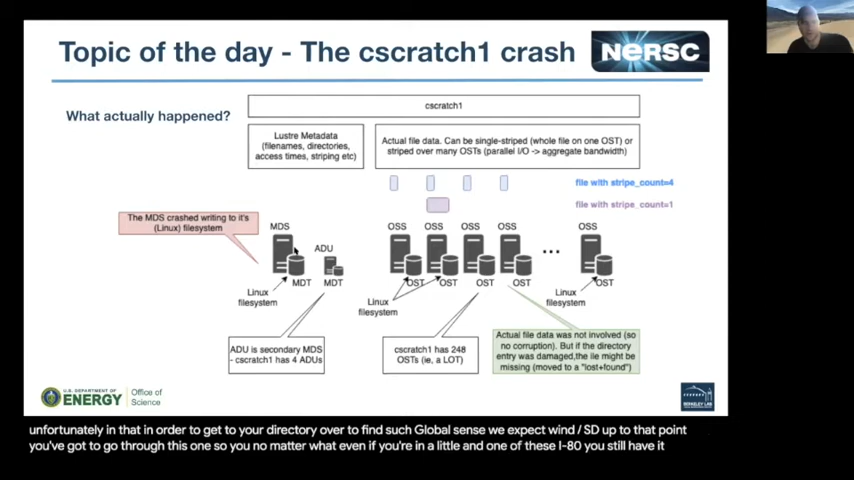 Topic of the day - The cscratch1 crash
NERSC
What actually happened?
cscratch1
Lustre Metadata
(filenames, directories,
access times, striping etc)
Actual file data. Can be single-striped (whole file on one OST) or
striped over many OSTs (parallel I/O -> aggregate bandwidth)
file with stripe_count=4
file with stripe_count=1
The MDS crashed writing to it's
(Linux) filesystem
MDS
ADU
OSS
OSS
OSS
OSS
OSS
...
MDT
MDT
OST
OST
OST
OST
OST
Linux
filesystem
Linux
filesystem
Linux
filesystem
ADU is secondary MDS
- cscratch1 has 4 ADUs
cscratch1 has 248
OSTs (ie, a LOT)
Actual file data was not involved (so
no corruption). But if the directory
entry was damaged,the ile might be
missing (moved to a "lost+found")
U.S. DEPARTMENT OF
ENERGY
Office of
Science
BERKELEY LAB
unfortunately in that in order to get to your directory over to find such Global sense we expect wind / SD up to that point
you've got to go through this one so you no matter what even if you're in a little and one of these I-80 you still have it